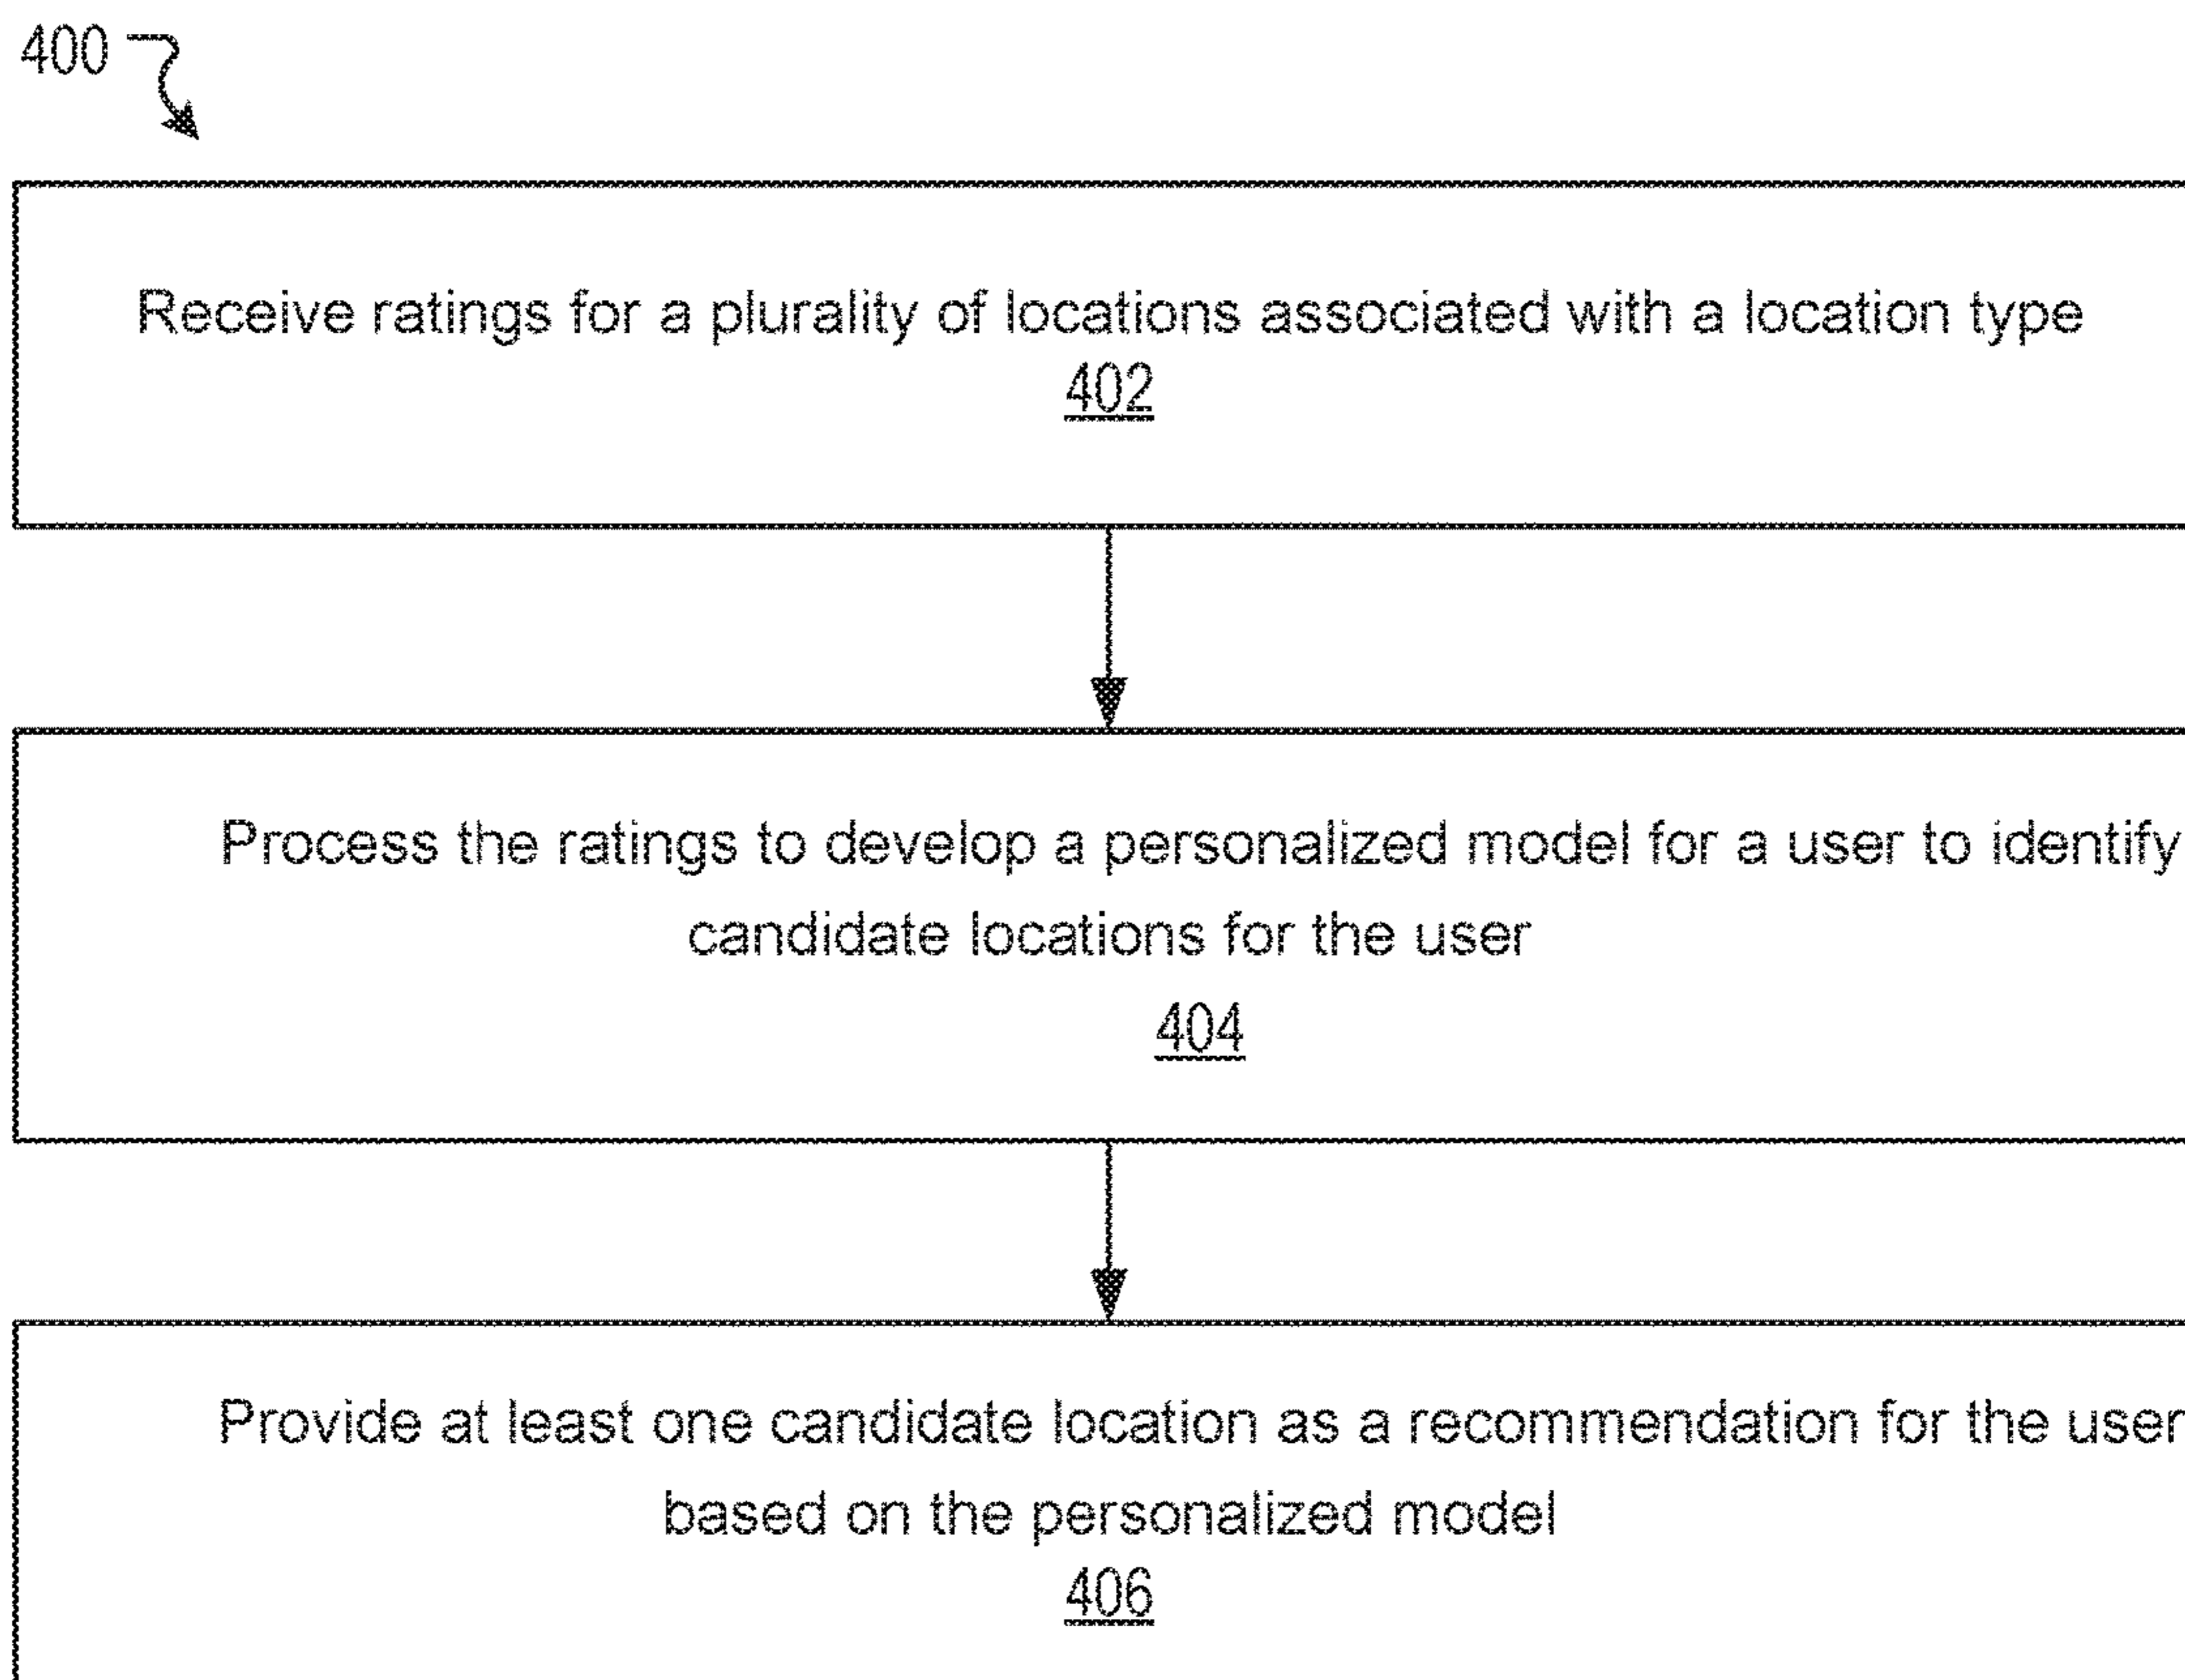 400
Receive ratings for a plurality of locations associated with a location type
402
Process the ratings to develop a personalized model for a user to identify
candidate locations for the user
404
Provide at least one candidate location as a recommendation for the user
based on the personalized model
406